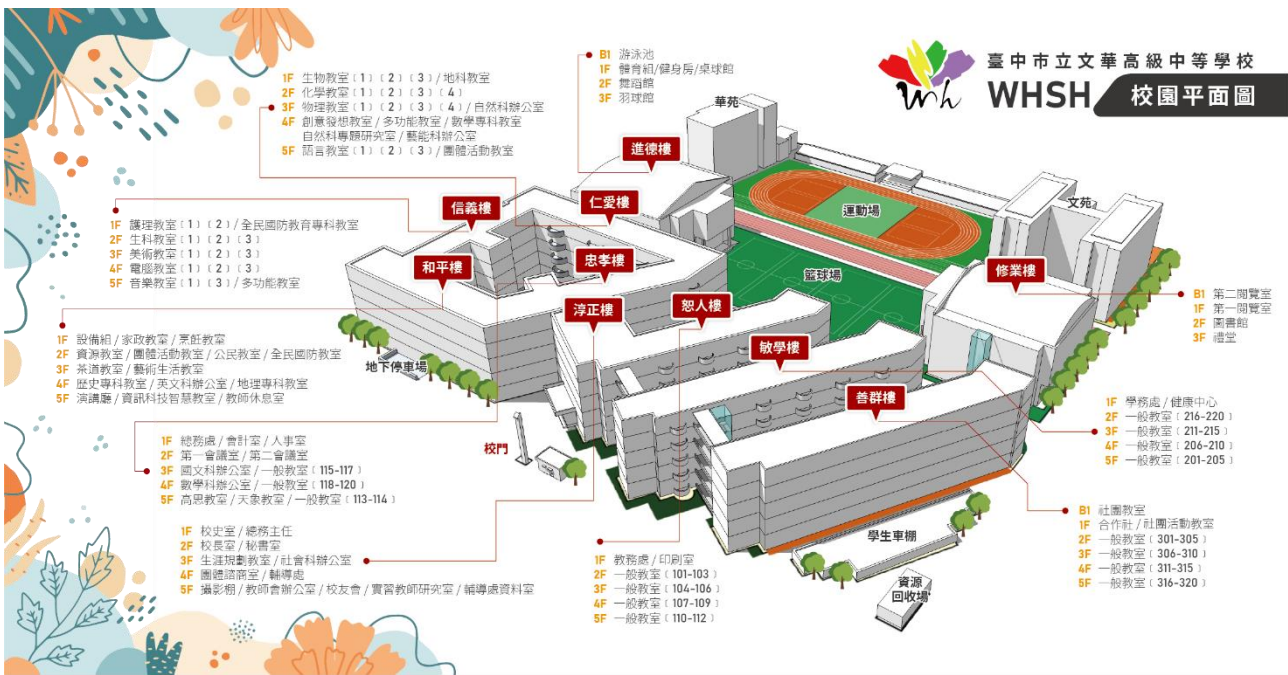 臺中市立文華高級中等學校
WHSH 校園平面圖
1F 生物教室〔1〕〔2〕〔3〕/地科教室
2F 化學教室〔1〕〔2〕〔3〕〔4〕
3F 物理教室〔1〕〔2〕〔3〕〔4〕/自然科辦公室
4F 創意發想教室/多功能教室/數學專科教室
自然科專題研究室/藝能科辦公室
5F 語言教室〔1〕〔2〕〔3〕/團體活動教室
B1 游泳池
1F 體育組/健身房/桌球館
2F 舞蹈館
3F 羽球館
1F 護理教室〔1〕〔2〕/全民國防教育專科教室
2F 生科教室〔1〕〔2〕〔3〕
3F 美術教室〔1〕〔2〕〔3〕
4F 電腦教室〔1〕〔2〕〔3〕
5F 音樂教室〔1〕〔3〕/多功能教室
1F 設備組/家政教室/烹飪教室
2F 資源教室/團體活動教室/公民教室/全民國防教室
3F 茶道教室/藝術生活教室
4F 歷史專科教室/英文科辦公室/地理專科教室
5F 演講廳/資訊科技智慧教室/教師休息室
1F 總務處/會計室/人事室
2F 第一會議室/第二會議室
3F 國文科辦公室/一般教室〔115-117〕
4F 數學科辦公室/一般教室〔118-120〕
5F 高思教室/天象教室/一般教室〔113-114〕
1F 校史室/總務主任
2F 校長室/秘書室
3F 生涯規劃教室/社會科辦公室
4F 團體諮商室/輔導處
5F 攝影棚/教師會辦公室/校友會/實習教師研究室/輔導處資料室
華苑
進德樓
仁愛樓
信義樓
運動場
文苑
和平樓
忠孝樓
籃球場
修業樓
淳正樓
恕人樓
敏學樓
善群樓
地下停車場
校門
學生車棚
資源
回收場
1F 教務處/印刷室
2F 一般教室〔101-103〕
3F 一般教室〔104-106〕
4F 一般教室〔107-109〕
5F 一般教室〔110-112〕
B1 第二閱覽室
1F 第一閱覽室
2F 圖書館
3F 禮堂
1F 學務處/健康中心
2F 一般教室〔216-220〕
3F 一般教室〔211-215〕
4F 一般教室〔206-210〕
5F 一般教室〔201-205〕
B1 社團教室
1F 合作社/社團活動教室
2F 一般教室〔301-305〕
3F 一般教室〔306-310〕
4F 一般教室〔311-315〕
5F 一般教室〔316-320〕